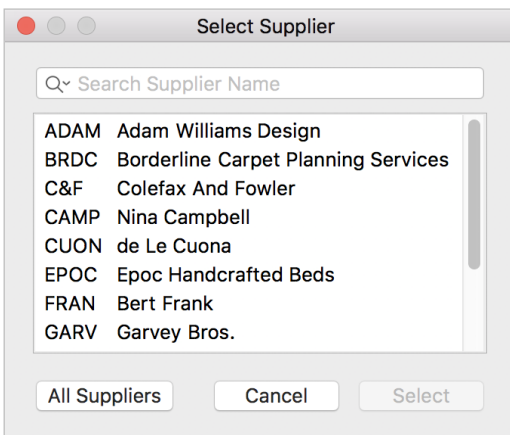 Select Supplier
Search Supplier Name
ADAM Adam Williams Design
BRDC Borderline Carpet Planning Services
C&F Colefax And Fowler
CAMP Nina Campbell
CUON de Le Cuona
EPOC Epoc Handcrafted Beds
FRAN Bert Frank
GARV Garvey Bros.
All Suppliers Cancel Select